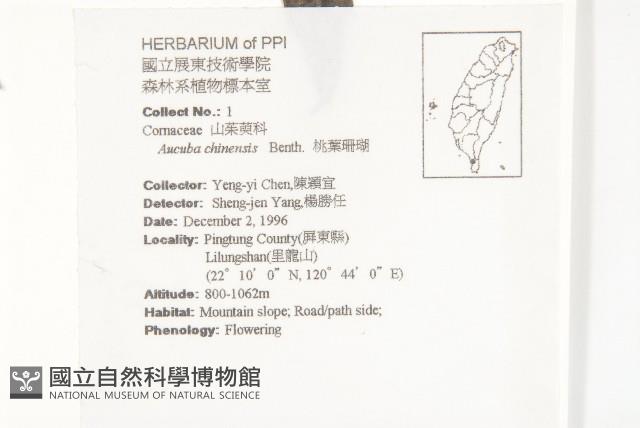 HERBARIUM of PPI
國立屏東技術學院
森林系植物標本室
Collect No.: 1
Cornaceae 山茱萸科
Aucuba chinensis Benth. 桃葉珊瑚
Collector: Yeng-yi Chen,陳穎宜
Detector: Sheng-jen Yang,楊勝任
Date: December 2, 1996
Locality: Pingtung County(屏東縣)
Lilungshan(里龍山)
(22° 10′ 0″ N, 120° 44′ 0″ E)
Altitude: 800-1062m
Habitat: Mountain slope; Road/path side;
Phenology: Flowering
國立自然科學博物館
NATIONAL MUSEUM OF NATURAL SCIENCE